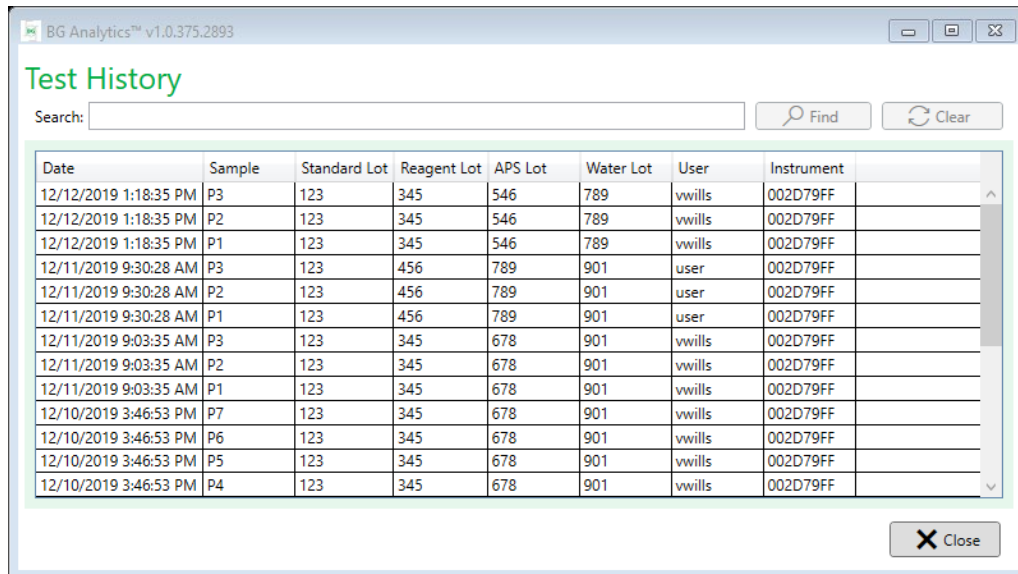 BG Analytics™ v1.0.375.2893
Test History
Search: Find Clear
Date Sample Standard Lot Reagent Lot APS Lot Water Lot User Instrument
12/12/2019 1:18:35 PM P3 123 345 546 789 vwills 002D79FF
12/12/2019 1:18:35 PM P2 123 345 546 789 vwills 002D79FF
12/12/2019 1:18:35 PM P1 123 345 546 789 vwills 002D79FF
12/11/2019 9:30:28 AM P3 123 456 789 901 user 002D79FF
12/11/2019 9:30:28 AM P2 123 456 789 901 user 002D79FF
12/11/2019 9:30:28 AM P1 123 456 789 901 user 002D79FF
12/11/2019 9:03:35 AM P3 123 345 678 901 vwills 002D79FF
12/11/2019 9:03:35 AM P2 123 345 678 901 vwills 002D79FF
12/11/2019 9:03:35 AM P1 123 345 678 901 vwills 002D79FF
12/10/2019 3:46:53 PM P7 123 345 678 901 vwills 002D79FF
12/10/2019 3:46:53 PM P6 123 345 678 901 vwills 002D79FF
12/10/2019 3:46:53 PM P5 123 345 678 901 vwills 002D79FF
12/10/2019 3:46:53 PM P4 123 345 678 901 vwills 002D79FF
Close